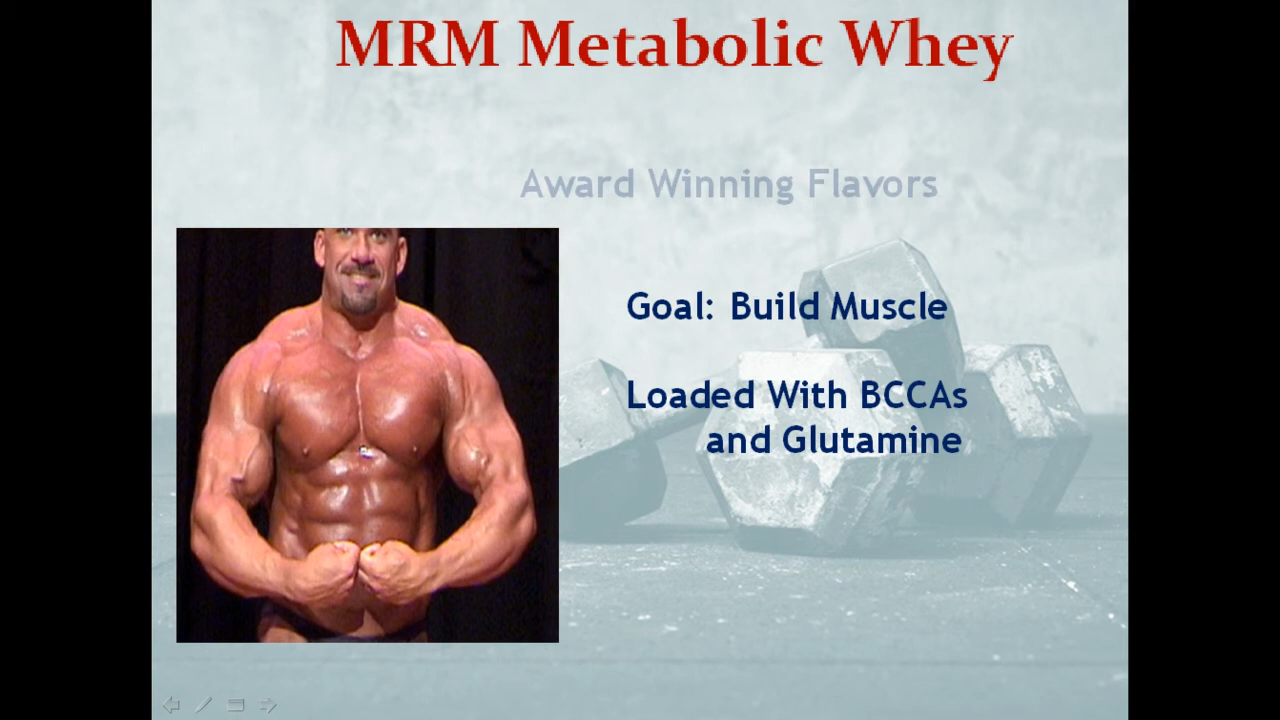 MRM Metabolic Whey
Award Winning Flavors
Goal: Build Muscle
Loaded With BCCAs
and Glutamine